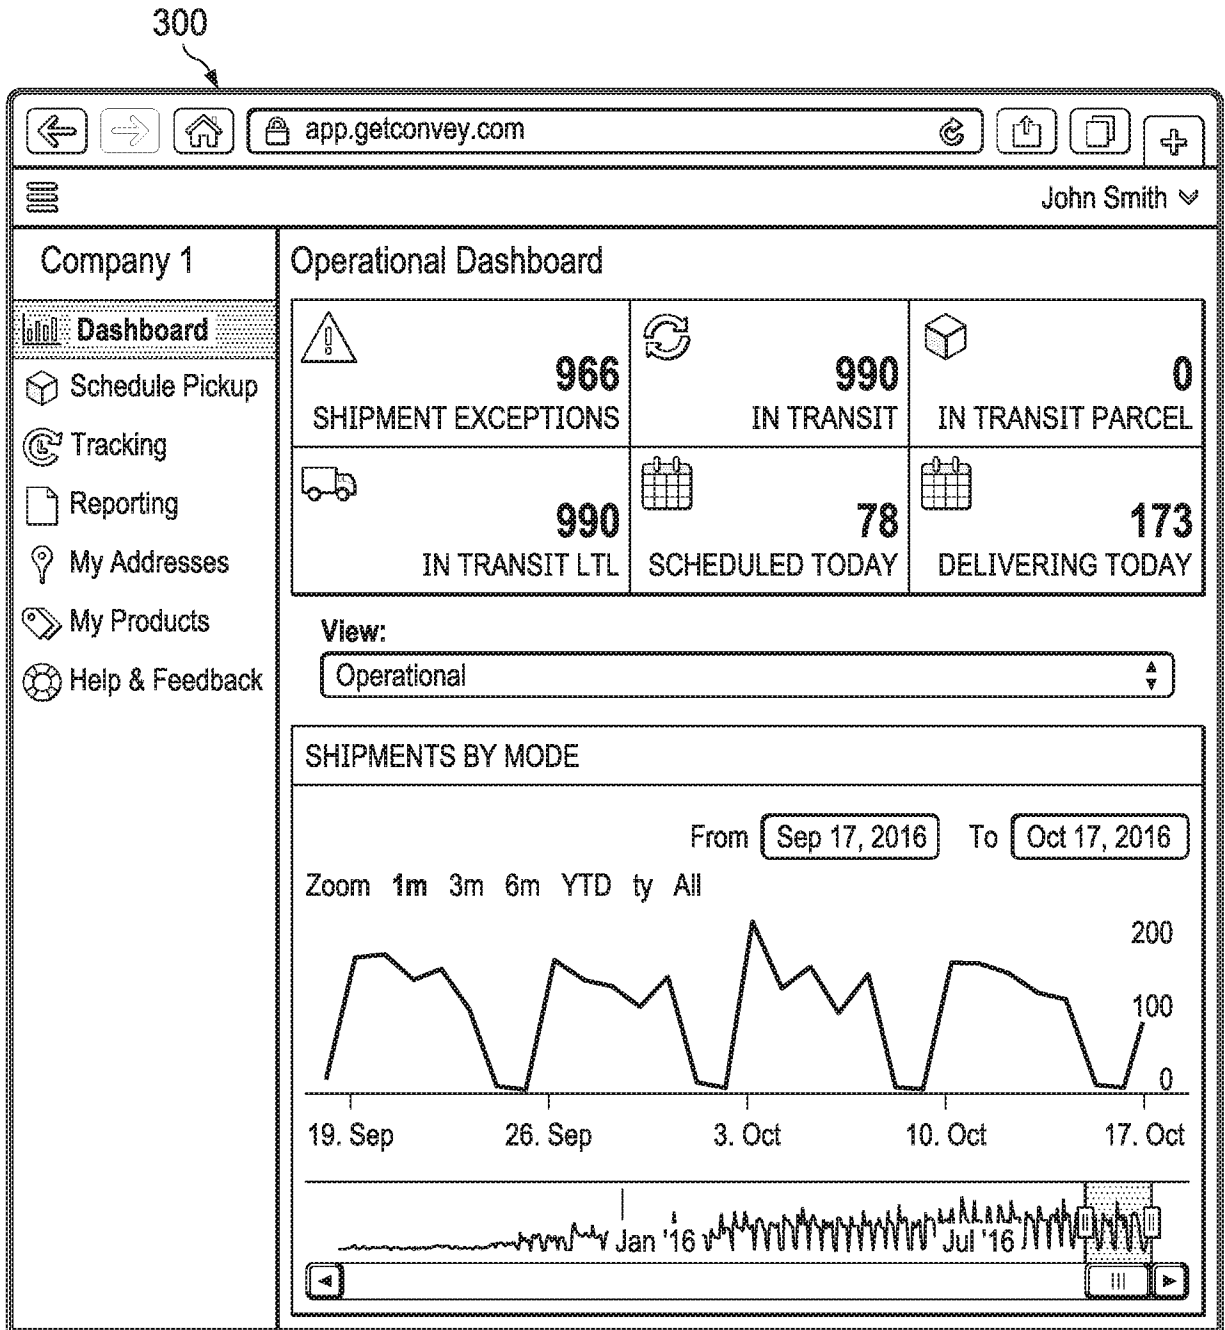 300
app.getconvey.com
John Smith
Company 1
Dashboard
Schedule Pickup
Tracking
Reporting
My Addresses
My Products
Help & Feedback
Operational Dashboard
966
SHIPMENT EXCEPTIONS
990
IN TRANSIT
0
IN TRANSIT PARCEL
990
IN TRANSIT LTL
78
SCHEDULED TODAY
173
DELIVERING TODAY
View:
Operational
SHIPMENTS BY MODE
From Sep 17, 2016 To Oct 17, 2016
Zoom 1m 3m 6m YTD ty All
200
100
0
19. Sep 26. Sep 3. Oct 10. Oct 17. Oct
Jan '16 Jul '16